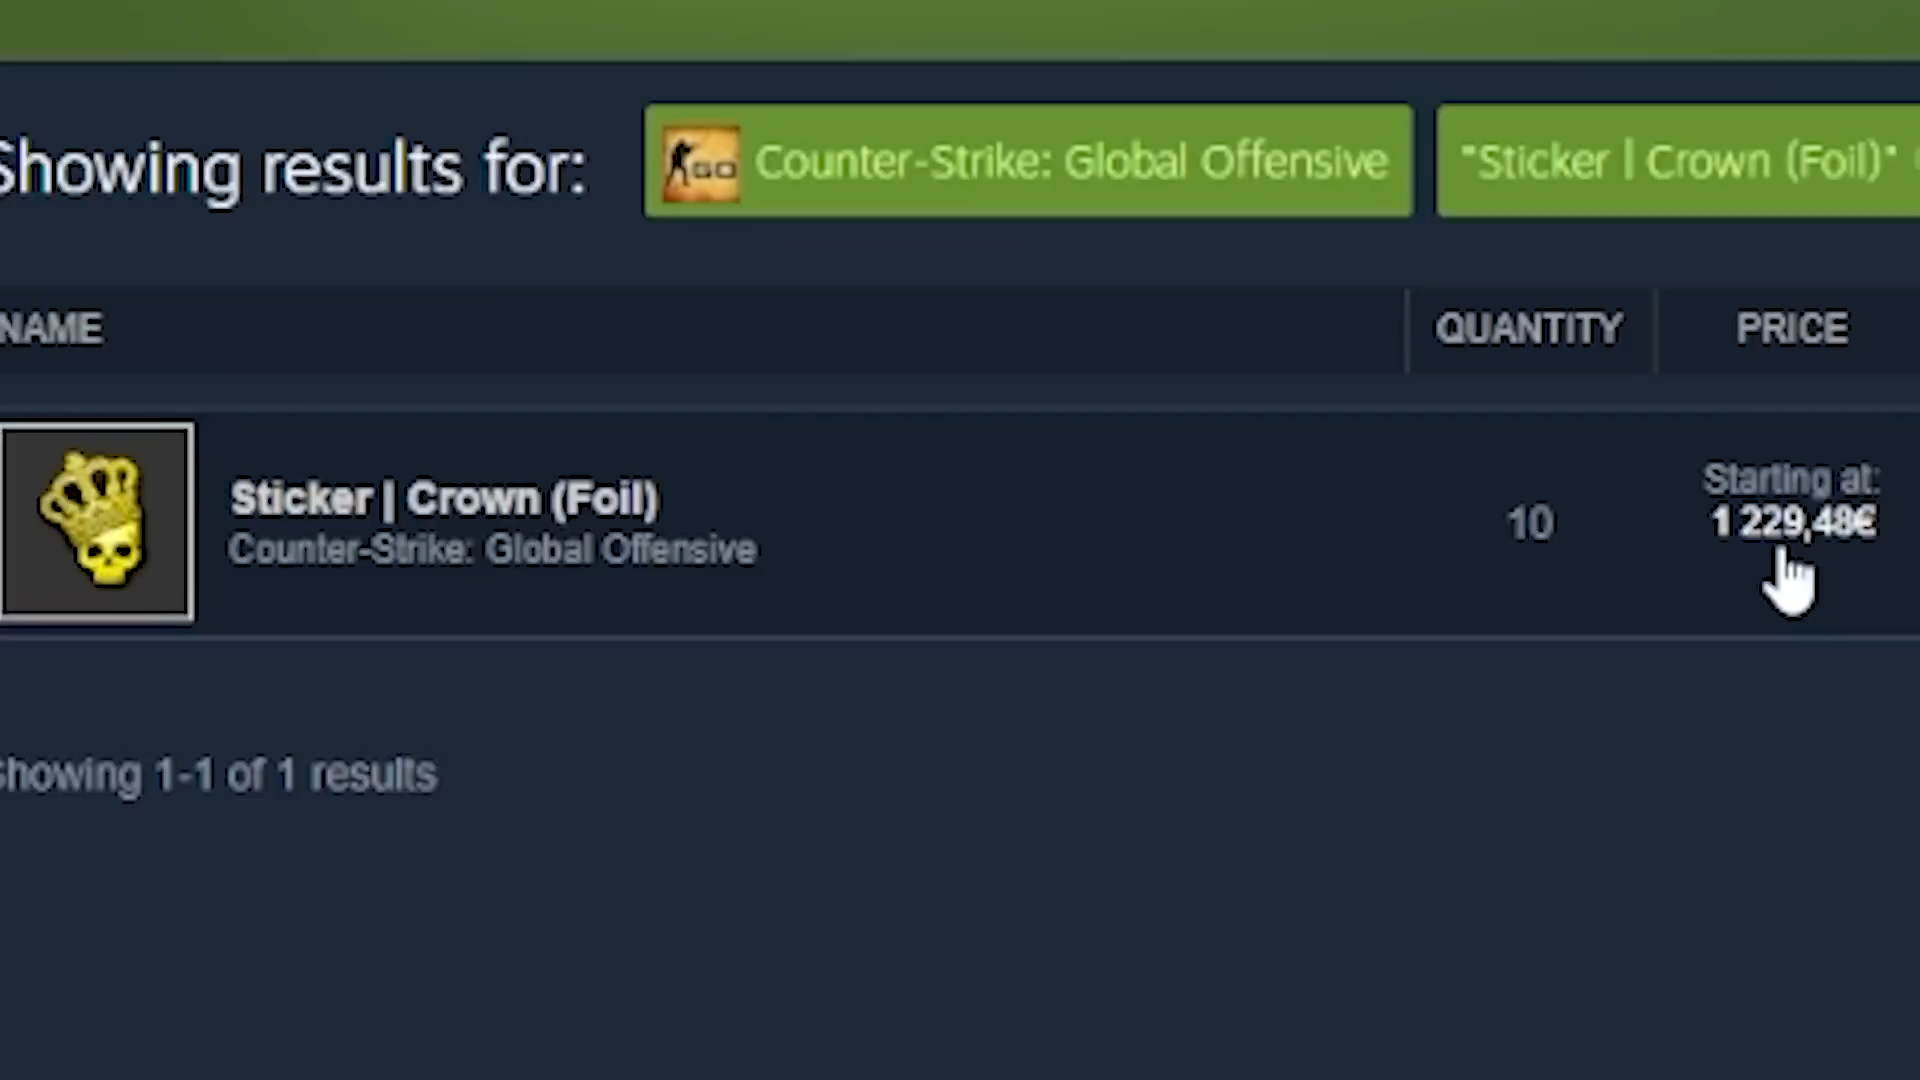 Showing results for:
GO Counter-Strike: Global Offensive
"Sticker | Crown (Foil)"
NAME
QUANTITY
PRICE
Sticker | Crown (Foil)
Counter-Strike: Global Offensive
10
Starting at:
1 229,48€
Showing 1-1 of 1 results